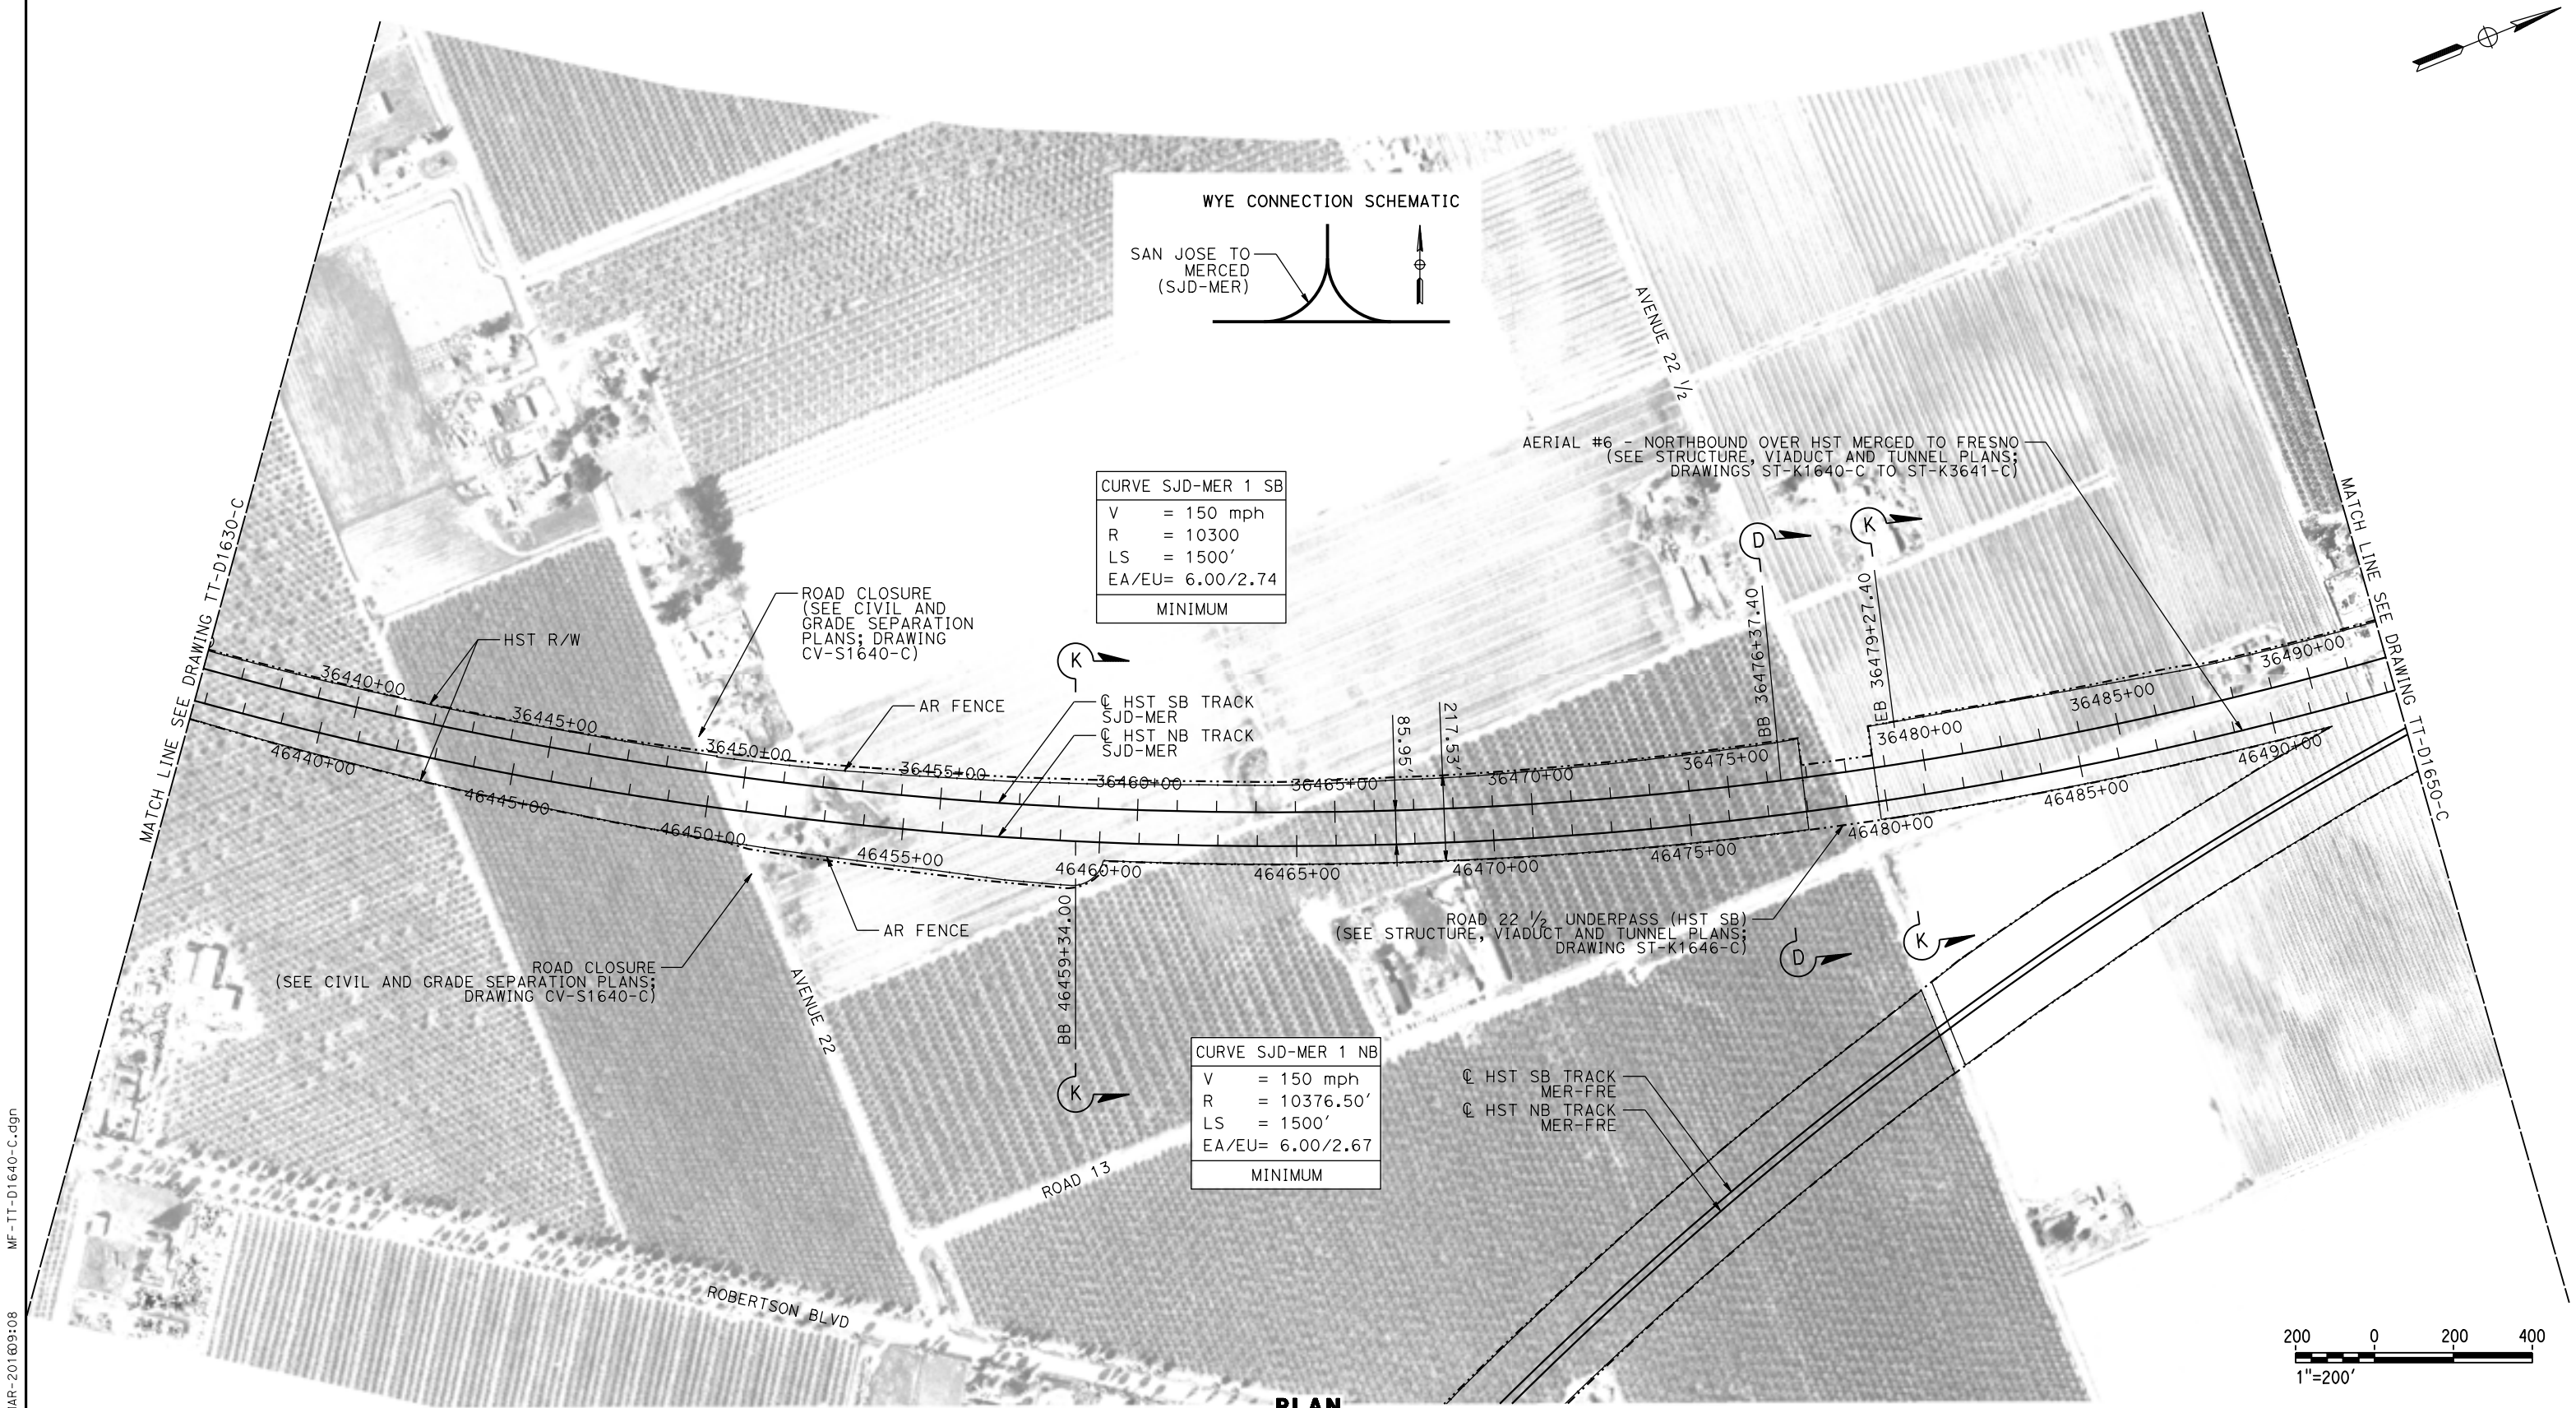 WYE CONNECTION SCHEMATIC
SAN JOSE TO
MERCED
(SJD-MER)
AVENUE 22 ½
AERIAL #6 - NORTHBOUND OVER HST MERCED TO FRESNO
(SEE STRUCTURE, VIADUCT AND TUNNEL PLANS;
DRAWINGS ST-K1640-C TO ST-K3641-C)
MATCH LINE SEE DRAWING TT-D1630-C
MATCH LINE SEE DRAWING TT-D1650-C
CURVE SJD-MER 1 SB
V = 150 mph
R = 10300
LS = 1500'
EA/EU= 6.00/2.74
MINIMUM
D
K
ROAD CLOSURE
(SEE CIVIL AND
GRADE SEPARATION
PLANS; DRAWING
CV-S1640-C)
HST R/W
K
BB 36476+37.40
EB 36479+27.40
AR FENCE
℄ HST SB TRACK
SJD-MER
℄ HST NB TRACK
SJD-MER
85.95'
217.53'
36440+00
36445+00
36450+00
36455+00
36460+00
36465+00
36470+00
36475+00
36480+00
36485+00
36490+00
46440+00
46445+00
46450+00
46455+00
46460+00
46465+00
46470+00
46475+00
46480+00
46485+00
46490+00
AR FENCE
ROAD CLOSURE
(SEE CIVIL AND GRADE SEPARATION PLANS;
DRAWING CV-S1640-C)
AVENUE 22
BB 46459+34.00
K
ROAD 22 ½ UNDERPASS (HST SB)
(SEE STRUCTURE, VIADUCT AND TUNNEL PLANS;
DRAWING ST-K1646-C)
D
K
CURVE SJD-MER 1 NB
V = 150 mph
R = 10376.50'
LS = 1500'
EA/EU= 6.00/2.67
MINIMUM
℄ HST SB TRACK
MER-FRE
℄ HST NB TRACK
MER-FRE
ROAD 13
ROBERTSON BLVD
200 0 200 400
1"=200'
PLAN
MF-TT-D1640-C.dgn